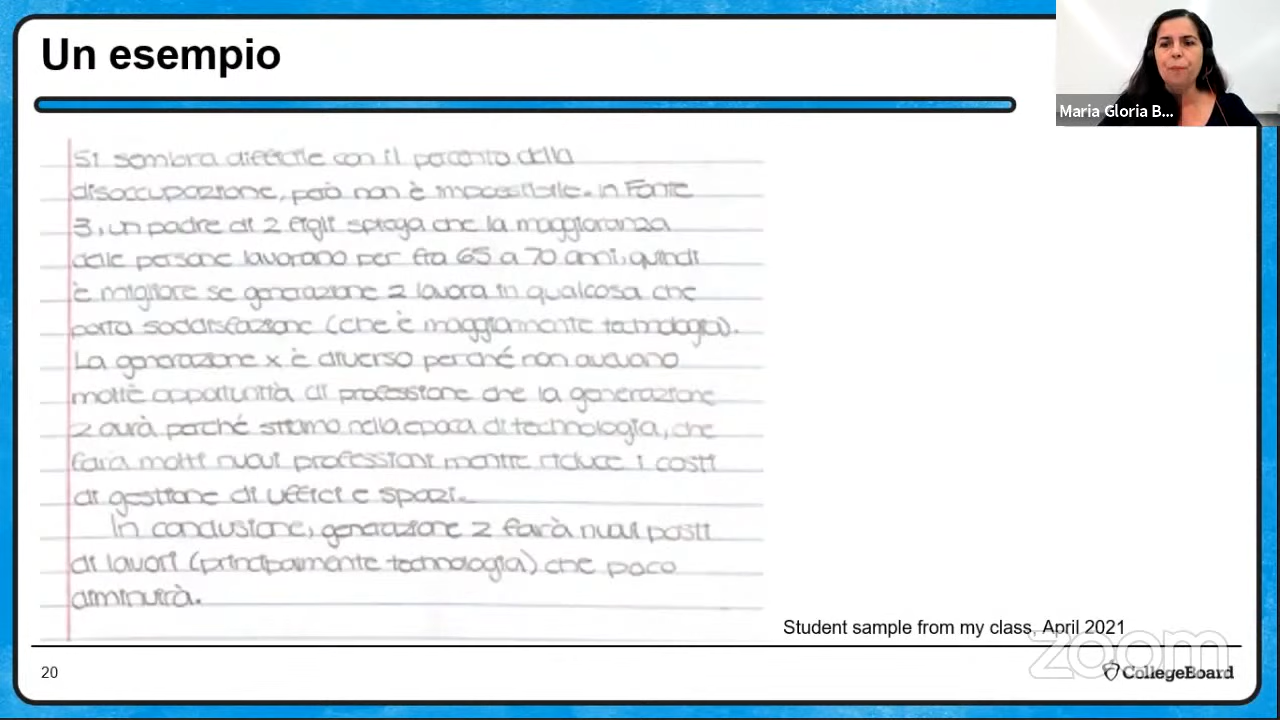 Un esempio
Maria Gloria B...
Si sembra difficile con il percento della
disoccupazione, però non è impossibile. In Fonte
3, un padre di 2 figli spiega che la maggioranza
delle persone lavorano per fra 65 a 70 anni, quindi
è migliore se generazione Z lavora in qualcosa che
porta soddisfazione (che è maggiormente technologia).
La generazione x è diverso perché non avevano
molte opportunità di professione che la generazione
Z avrà perché stiamo nella epoca di technologia, che
farà molti nuovi professioni mentre riduce i costi
di gestione di uffici e spazi.
In conclusione, generazione Z fairà nuovi posti
di lavori (principamente technologia) che poco
diminuirà.
Student sample from my class, April 2021
zoom
20
CollegeBoard